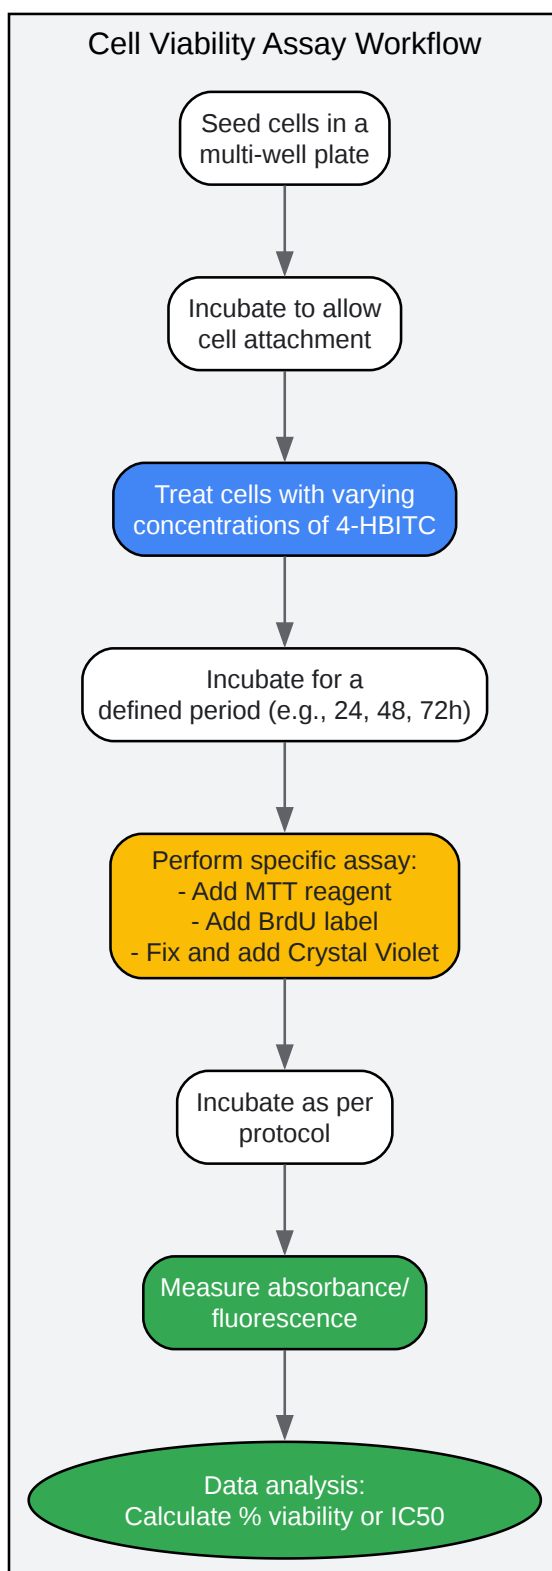 Cell Viability Assay Workflow
Seed cells in a
multi-well plate
Incubate to allow
cell attachment
Treat cells with varying
concentrations of 4-HBITC
Incubate for a
defined period (e.g., 24, 48, 72h)
Perform specific assay:
- Add MTT reagent
- Add BrdU label
- Fix and add Crystal Violet
Incubate as per
protocol
Measure absorbance/
fluorescence
Data analysis:
Calculate % viability or IC50